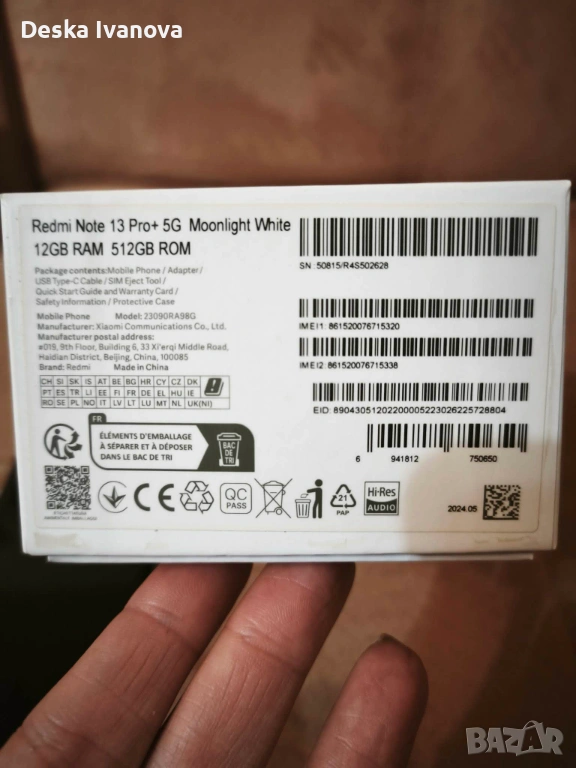 Deska Ivanova
Redmi Note 13 Pro+ 5G Moonlight White
12GB RAM 512GB ROM
Package contents:Mobile Phone / Adapter /
USB Type-C Cable / SIM Eject Tool /
Quick Start Guide and Warranty Card /
Safety Information / Protective Case
Mobile Phone Model:23090RA98G
Manufacturer: Xiaomi Communications Co., Ltd.
Manufacturer postal address:
#019, 9th Floor, Building 6, 33 Xi'erqi Middle Road,
Haidian District, Beijing, China, 100085
Brand: Redmi Made in China
CH SI SK IS AT BE BG HR CY CZ DK
PT ES TR LI EE FI DE EL HU IE
RO SE PL NO IT LV LT LU MT NL UK(NI)
SN: 50815/R4S502628
IMEI1: 861520076715320
IMEI2: 861520076715338
EID: 89043051202200005223026225728804
6 941812 750650
FR
ÉLÉMENTS D'EMBALLAGE
À SÉPARER ET À DÉPOSER
DANS LE BAC DE TRI
BAC
DE
TRI
CE
QC
PASS
21
PAP
Hi-Res
AUDIO
2024.05
BAZAR